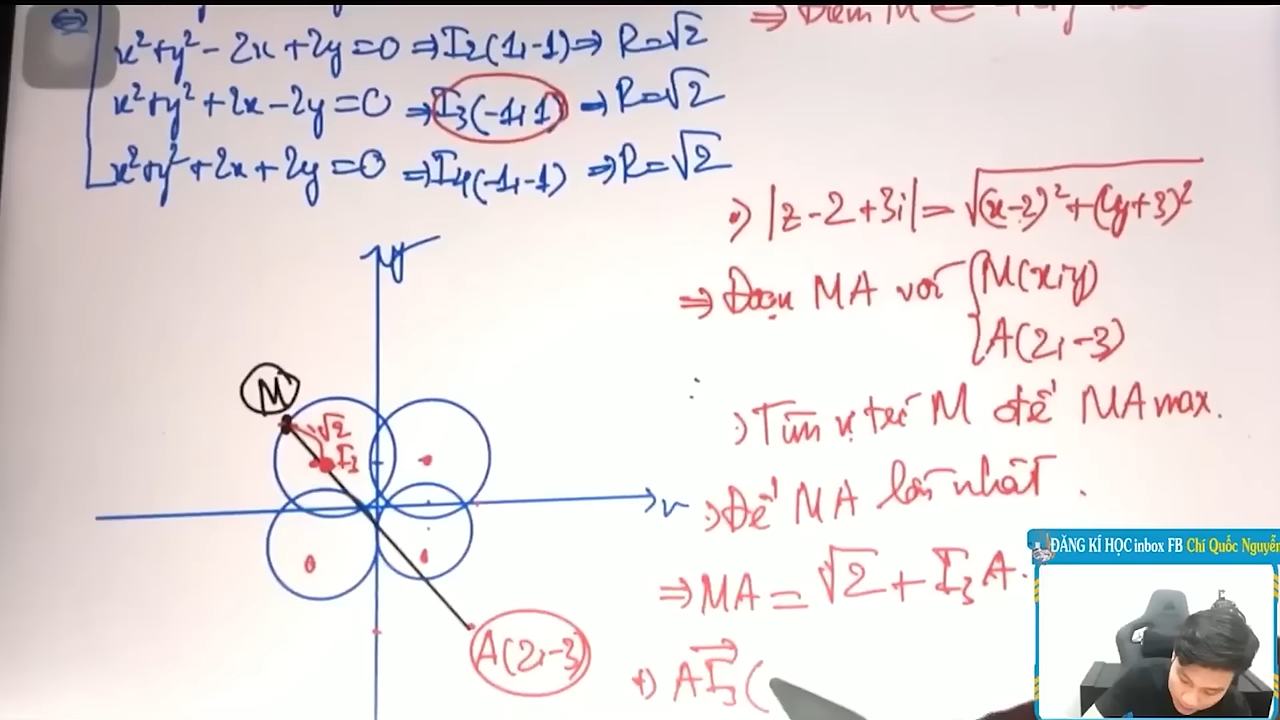 x²+y²-2x+2y=0 ⇒ I₂(1,-1) ⇒ R=√2
x²+y²+2x-2y=0 ⇒ I₃(-1,1) ⇒ R=√2
x²+y²+2x+2y=0 ⇒ I₄(-1,-1) ⇒ R=√2
⇒ Điểm M ∈
+) |z-2+3i| = √(x-2)²+(y+3)²
⇒ Đoạn MA với { M(x,y)
A(2,-3)
+) Tìm vị trí M để MA max.
+) Để MA lớn nhất.
⇒ MA = √2 + I₃A.
+) AI₃(
y
M
√2
I₃
A(2,-3)
ĐĂNG KÍ HỌC inbox FB Chí Quốc Nguyễn